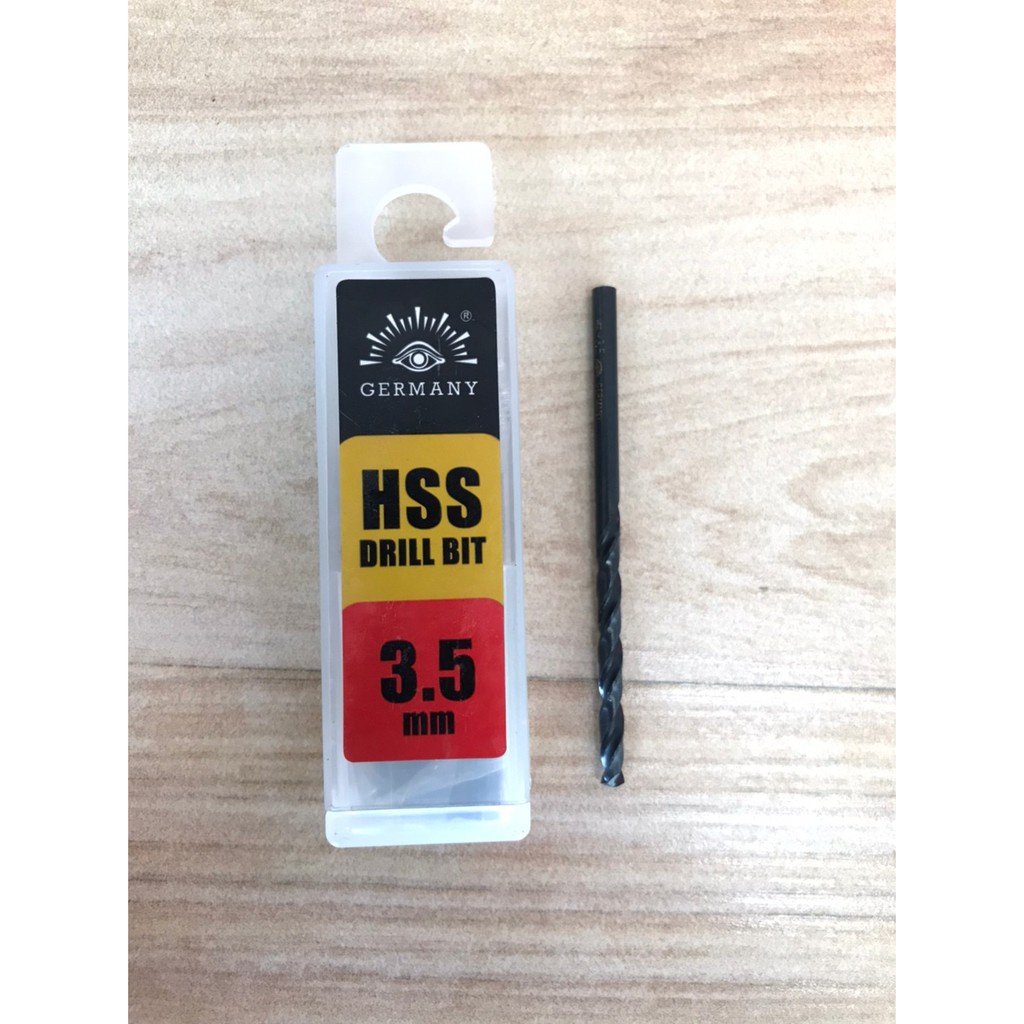 ®
GERMANY
HSS
DRILL BIT
3.5
mm